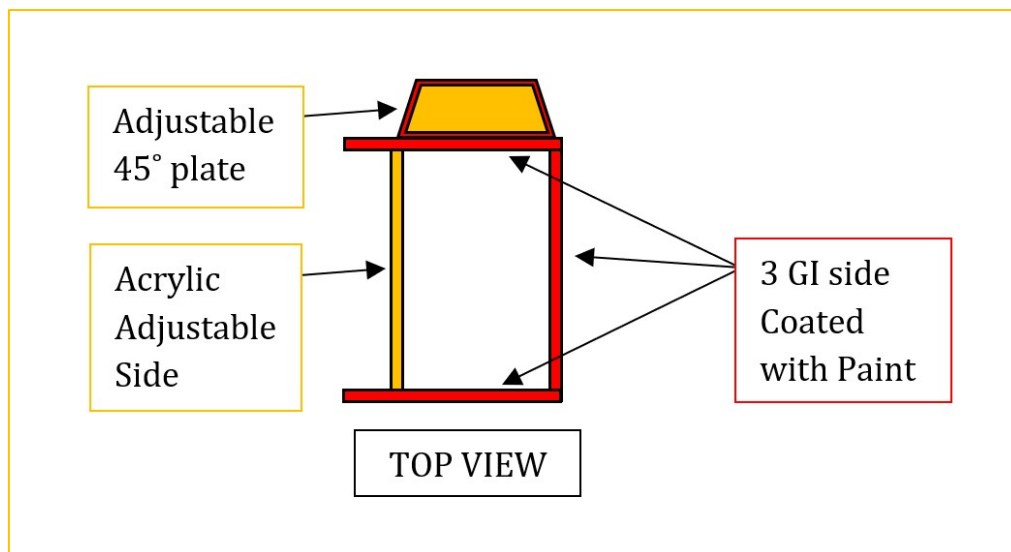 Adjustable
45° plate
Acrylic
Adjustable
Side
3 GI side
Coated
with Paint
TOP VIEW